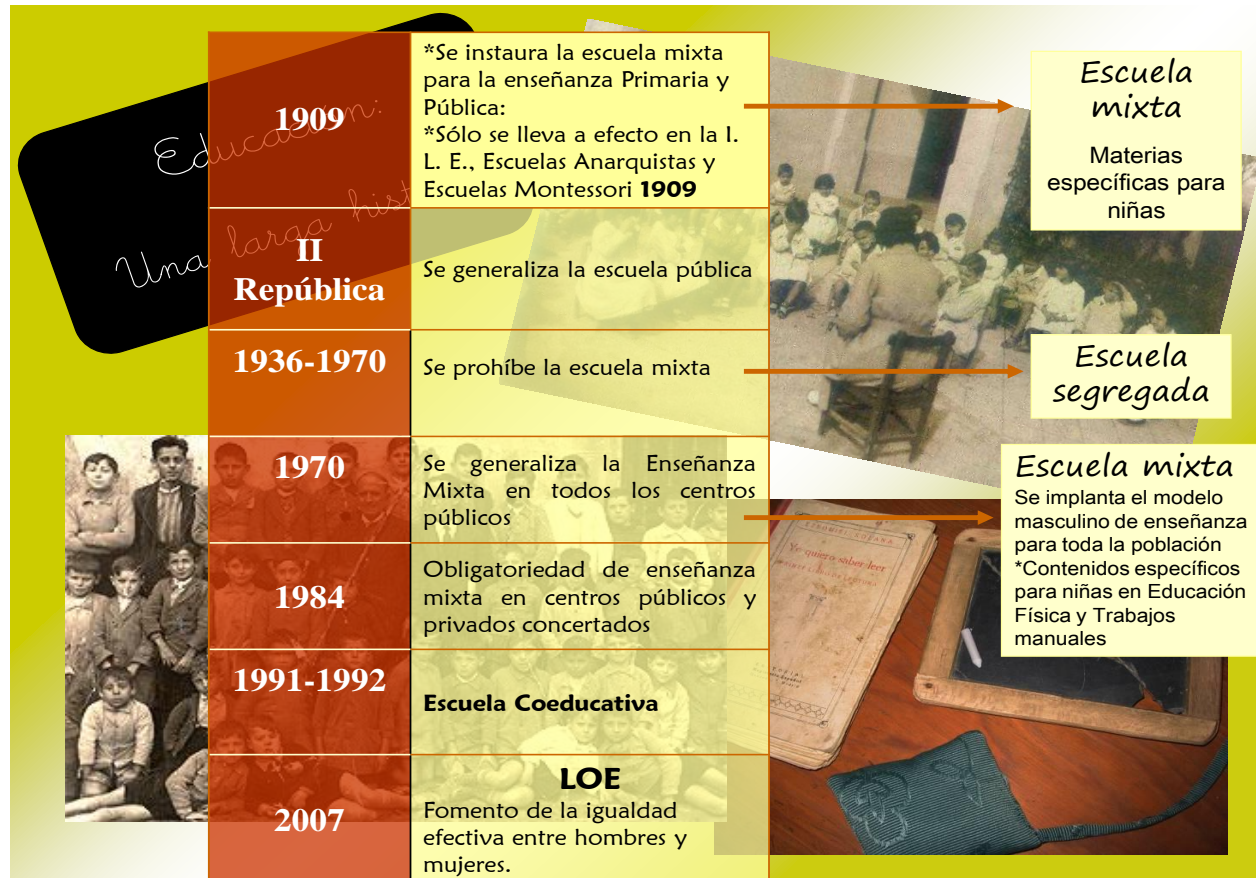 Educación:
Una larga hist
1909
*Se instaura la escuela mixta
para la enseñanza Primaria y
Pública:
*Sólo se lleva a efecto en la I.
L. E., Escuelas Anarquistas y
Escuelas Montessori 1909
Escuela
mixta
Materias
específicas para
niñas
II
República
Se generaliza la escuela pública
1936-1970
Se prohíbe la escuela mixta
Escuela
segregada
1970
Se generaliza la Enseñanza
Mixta en todos los centros
públicos
Escuela mixta
Se implanta el modelo
masculino de enseñanza
para toda la población
*Contenidos específicos
para niñas en Educación
Física y Trabajos
manuales
1984
Obligatoriedad de enseñanza
mixta en centros públicos y
privados concertados
1991-1992
Escuela Coeducativa
2007
LOE
Fomento de la igualdad
efectiva entre hombres y
mujeres.
Yo quiero saber leer